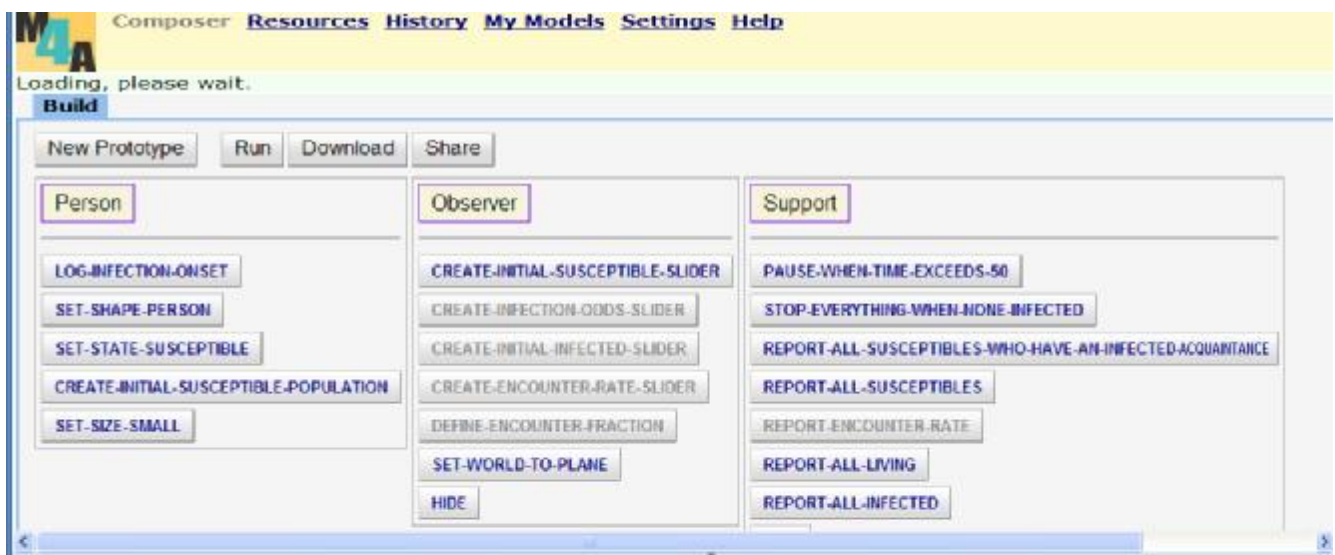 M4A
Composer Resources History My Models Settings Help
Loading, please wait.
Build
New Prototype Run Download Share
Person
LOG-INFECTION-ONSET
SET-SHAPE-PERSON
SET-STATE-SUSCEPTIBLE
CREATE-INITIAL-SUSCEPTIBLE-POPULATION
SET-SIZE-SMALL
Observer
CREATE-INITIAL-SUSCEPTIBLE-SLIDER
CREATE-INFECTION-ODDS-SLIDER
CREATE-INITIAL-INFECTED-SLIDER
CREATE-ENCOUNTER-RATE-SLIDER
DEFINE-ENCOUNTER-FRACTION
SET-WORLD-TO-PLANE
HIDE
Support
PAUSE-WHEN-TIME-EXCEEDS-50
STOP-EVERYTHING-WHEN-NONE-INFECTED
REPORT-ALL-SUSCEPTIBLES-WHO-HAVE-AN-INFECTED-ACQUAINTANCE
REPORT-ALL-SUSCEPTIBLES
REPORT-ENCOUNTER-RATE
REPORT-ALL-LIVING
REPORT-ALL-INFECTED